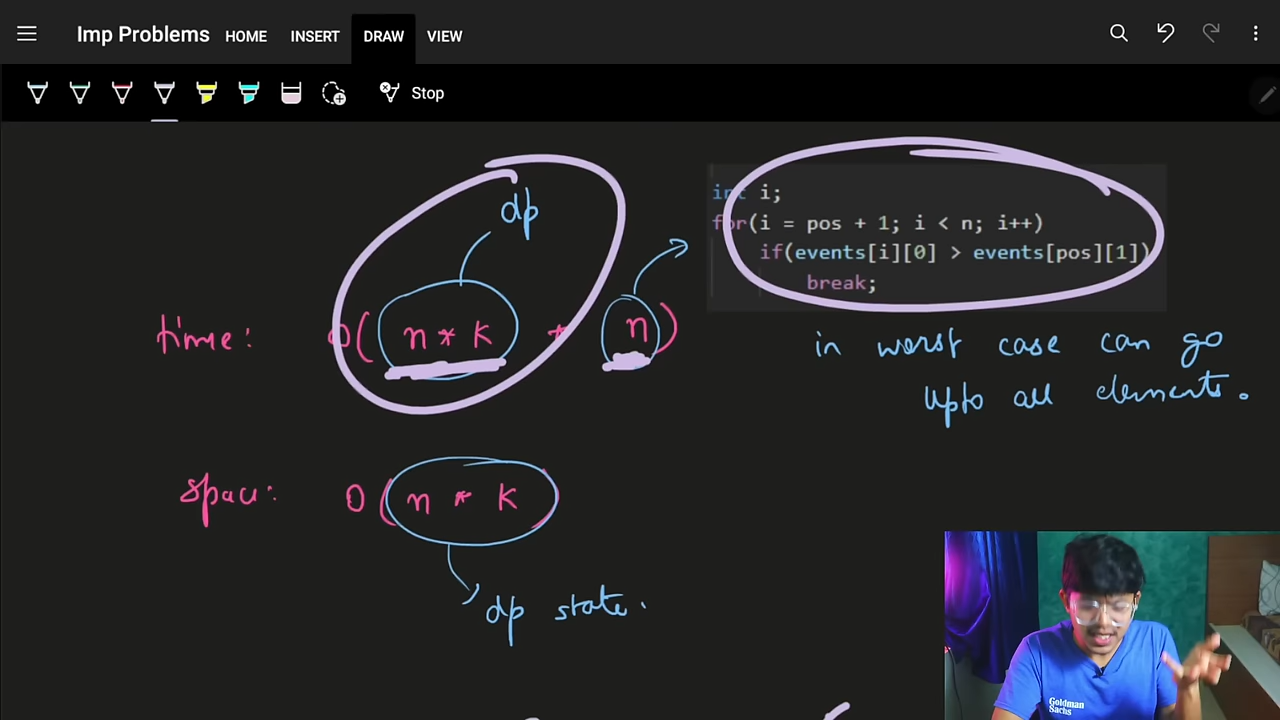 Imp Problems HOME INSERT DRAW VIEW
Stop
dp
int i;
for(i = pos + 1; i < n; i++)
if(events[i][0] > events[pos][1])
break;
time: O( n * k * n )
in worst case can go
upto all elements.
space: O( n * k )
dp state.
Goldman
Sachs